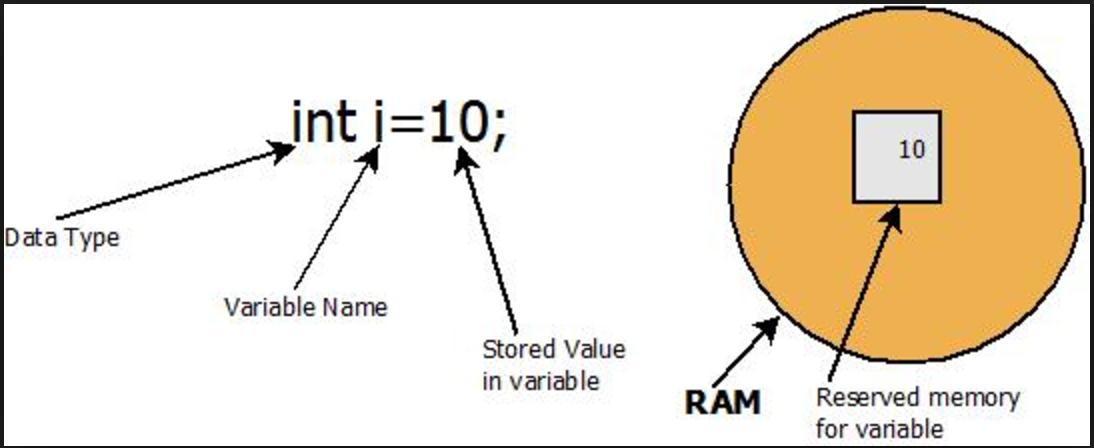 int i=10;
10
Data Type
Variable Name
Stored Value
in variable
RAM
Reserved memory
for variable